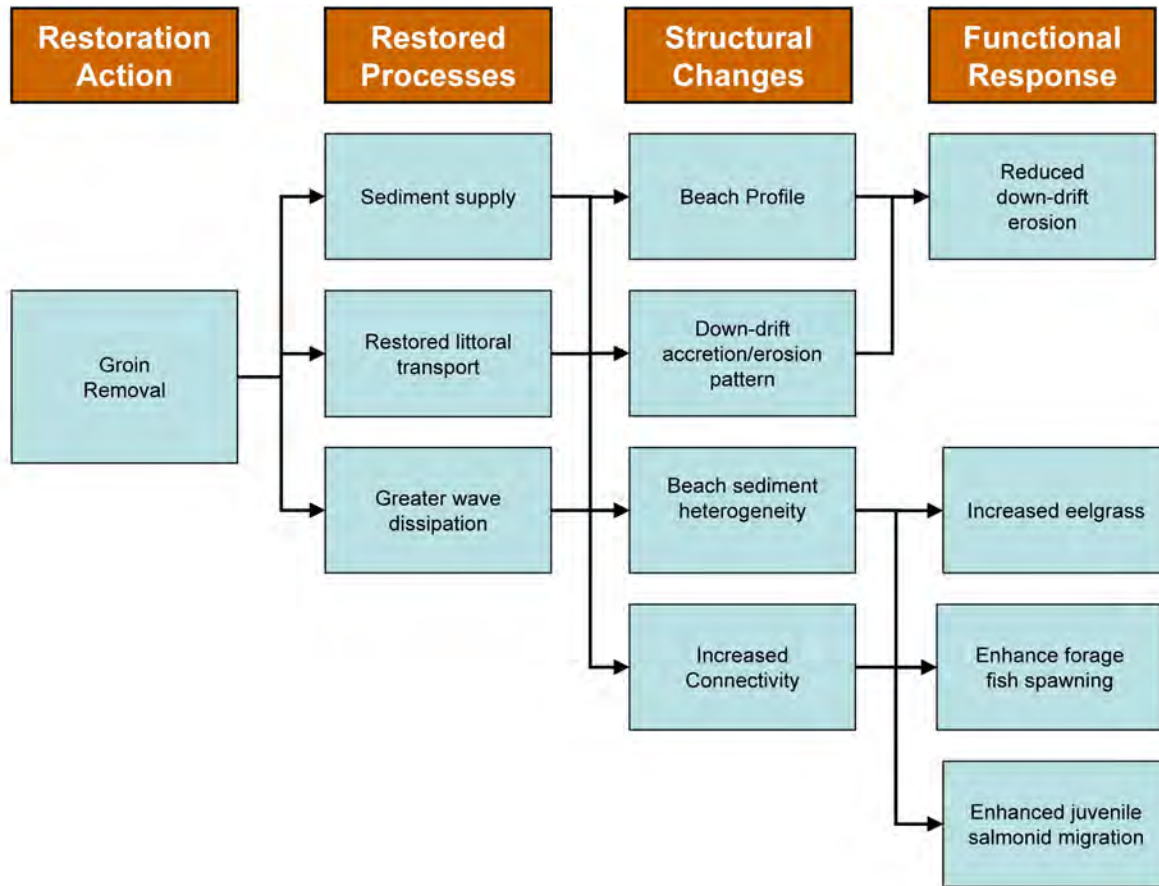 Restoration
Action
Restored
Processes
Structural
Changes
Functional
Response
Sediment supply
Beach Profile
Reduced
down-drift
erosion
Groin
Removal
Restored littoral
transport
Down-drift
accretion/erosion
pattern
Greater wave
dissipation
Beach sediment
heterogeneity
Increased eelgrass
Increased
Connectivity
Enhance forage
fish spawning
Enhanced juvenile
salmonid migration